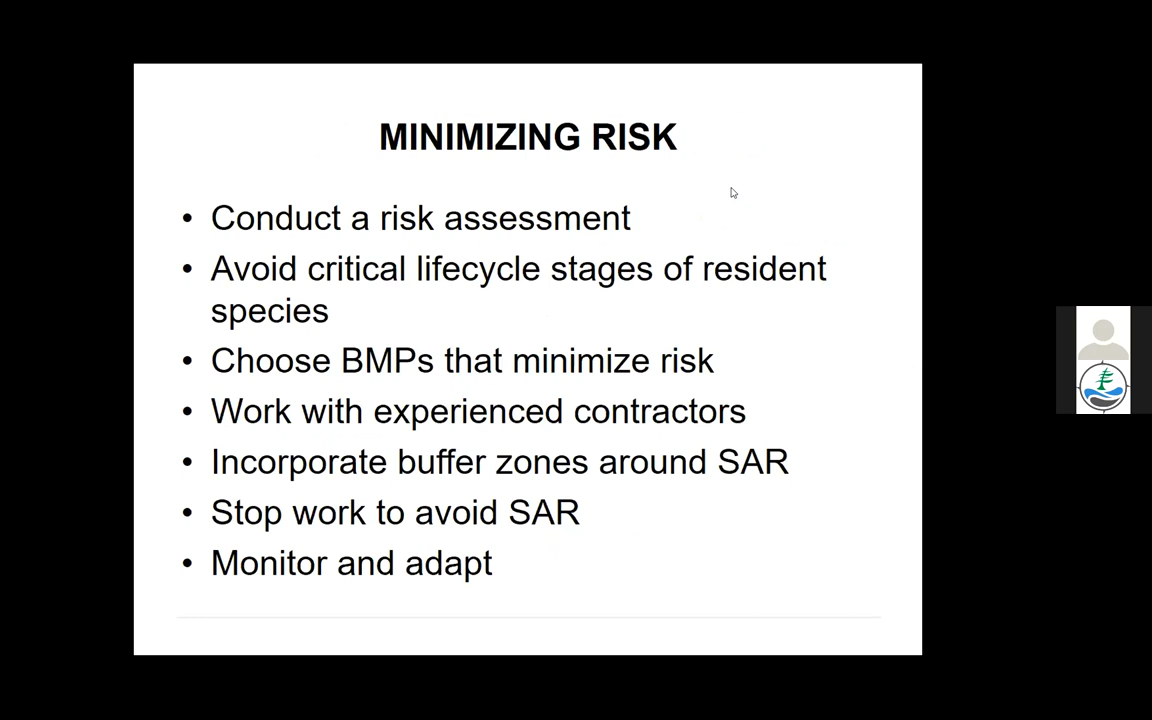 MINIMIZING RISK
• Conduct a risk assessment
• Avoid critical lifecycle stages of resident
species
• Choose BMPs that minimize risk
• Work with experienced contractors
• Incorporate buffer zones around SAR
• Stop work to avoid SAR
• Monitor and adapt